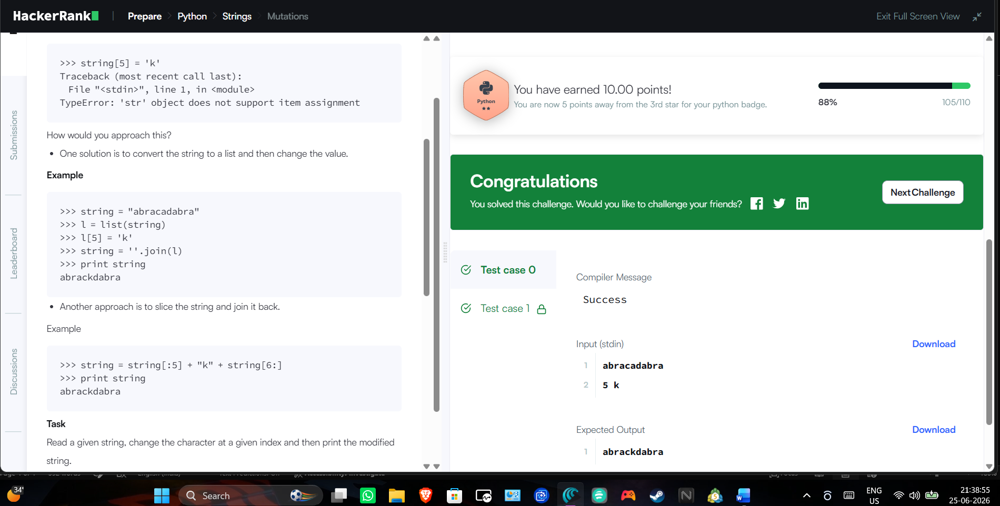 HackerRank
Prepare
Python
Strings
Mutations
Exit Full Screen View
Submissions
Leaderboard
Discussions
>>> string[5] = 'k'
Traceback (most recent call last):
File "<stdin>", line 1, in <module>
TypeError: 'str' object does not support item assignment
How would you approach this?
• One solution is to convert the string to a list and then change the value.
Example
>>> string = "abracadabra"
>>> l = list(string)
>>> l[5] = 'k'
>>> string = ''.join(l)
>>> print string
abrackdabra
• Another approach is to slice the string and join it back.
Example
>>> string = string[:5] + "k" + string[6:]
>>> print string
abrackdabra
Task
Read a given string, change the character at a given index and then print the modified
string.
Python
You have earned 10.00 points!
You are now 5 points away from the 3rd star for your python badge.
88%
105/110
Congratulations
You solved this challenge. Would you like to challenge your friends?
Next Challenge
Test case 0
Test case 1
Compiler Message
Success
Input (stdin)
Download
1 abracadabra
2 5 k
Expected Output
Download
1 abrackdabra
34°
Search
ENG
US
21:38:55
25-06-2026